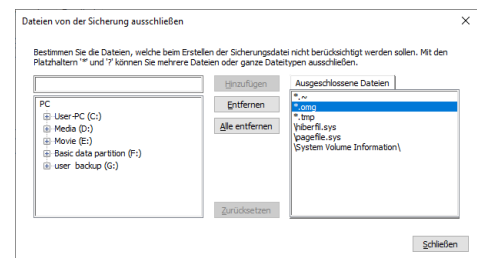 Dateien von der Sicherung ausschließen
Bestimmen Sie die Dateien, welche beim Erstellen der Sicherungsdatei nicht berücksichtigt werden sollen. Mit den
Platzhaltern '*' und '?' können Sie mehrere Dateien oder ganze Dateitypen ausschließen.
Hinzufügen
Ausgeschlossene Dateien
PC
User-PC (C:)
Media (D:)
Movie (E:)
Basic data partition (F:)
user backup (G:)
Entfernen
Alle entfernen
Zurücksetzen
*.~
*.omg
*.tmp
\hiberfil.sys
\pagefile.sys
\System Volume Information\
Schließen